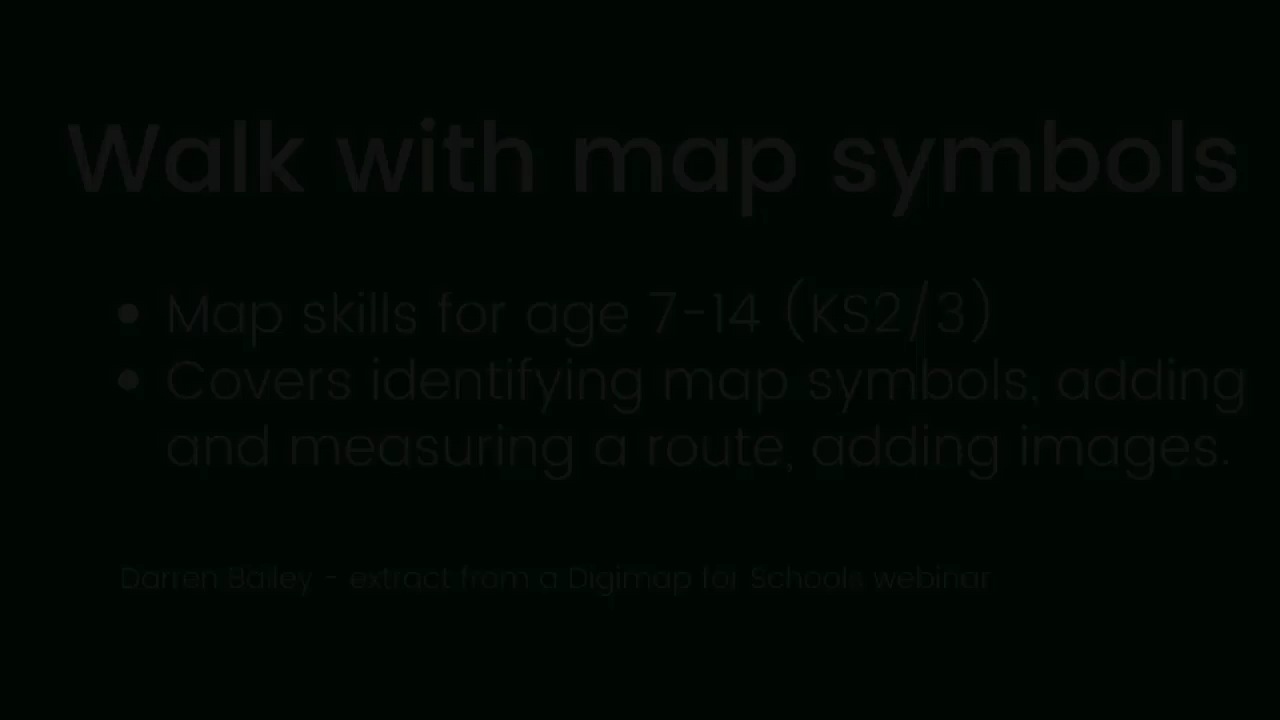 Walk with map symbols
• Map skills for age 7-14 (KS2/3)
• Covers identifying map symbols, adding
and measuring a route, adding images.
Darren Bailey - extract from a Digimap for Schools webinar